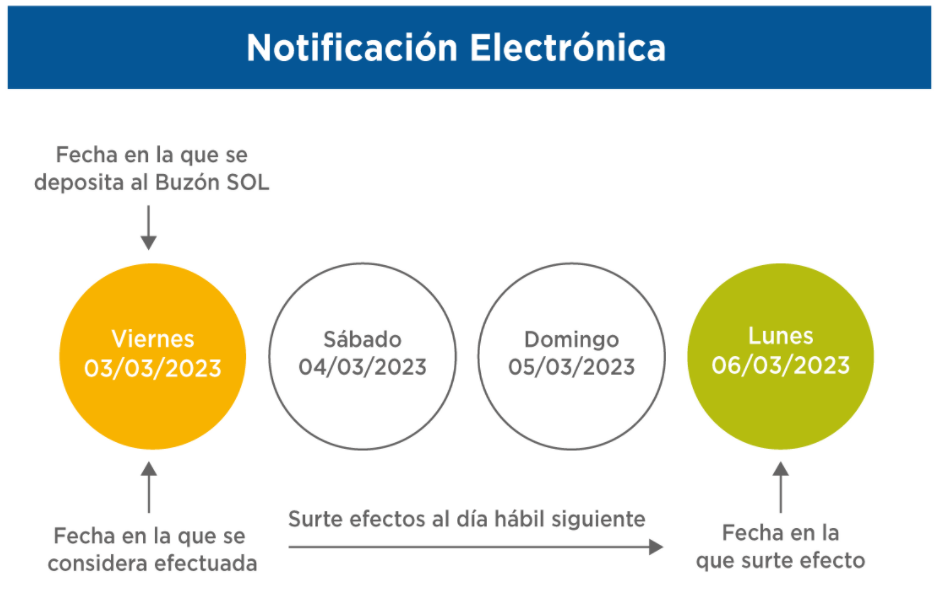 Notificación Electrónica
Fecha en la que se
deposita al Buzón SOL
Viernes
03/03/2023
Sábado
04/03/2023
Domingo
05/03/2023
Lunes
06/03/2023
Fecha en la que se
considera efectuada
Surte efectos al día hábil siguiente
Fecha en la
que surte efecto